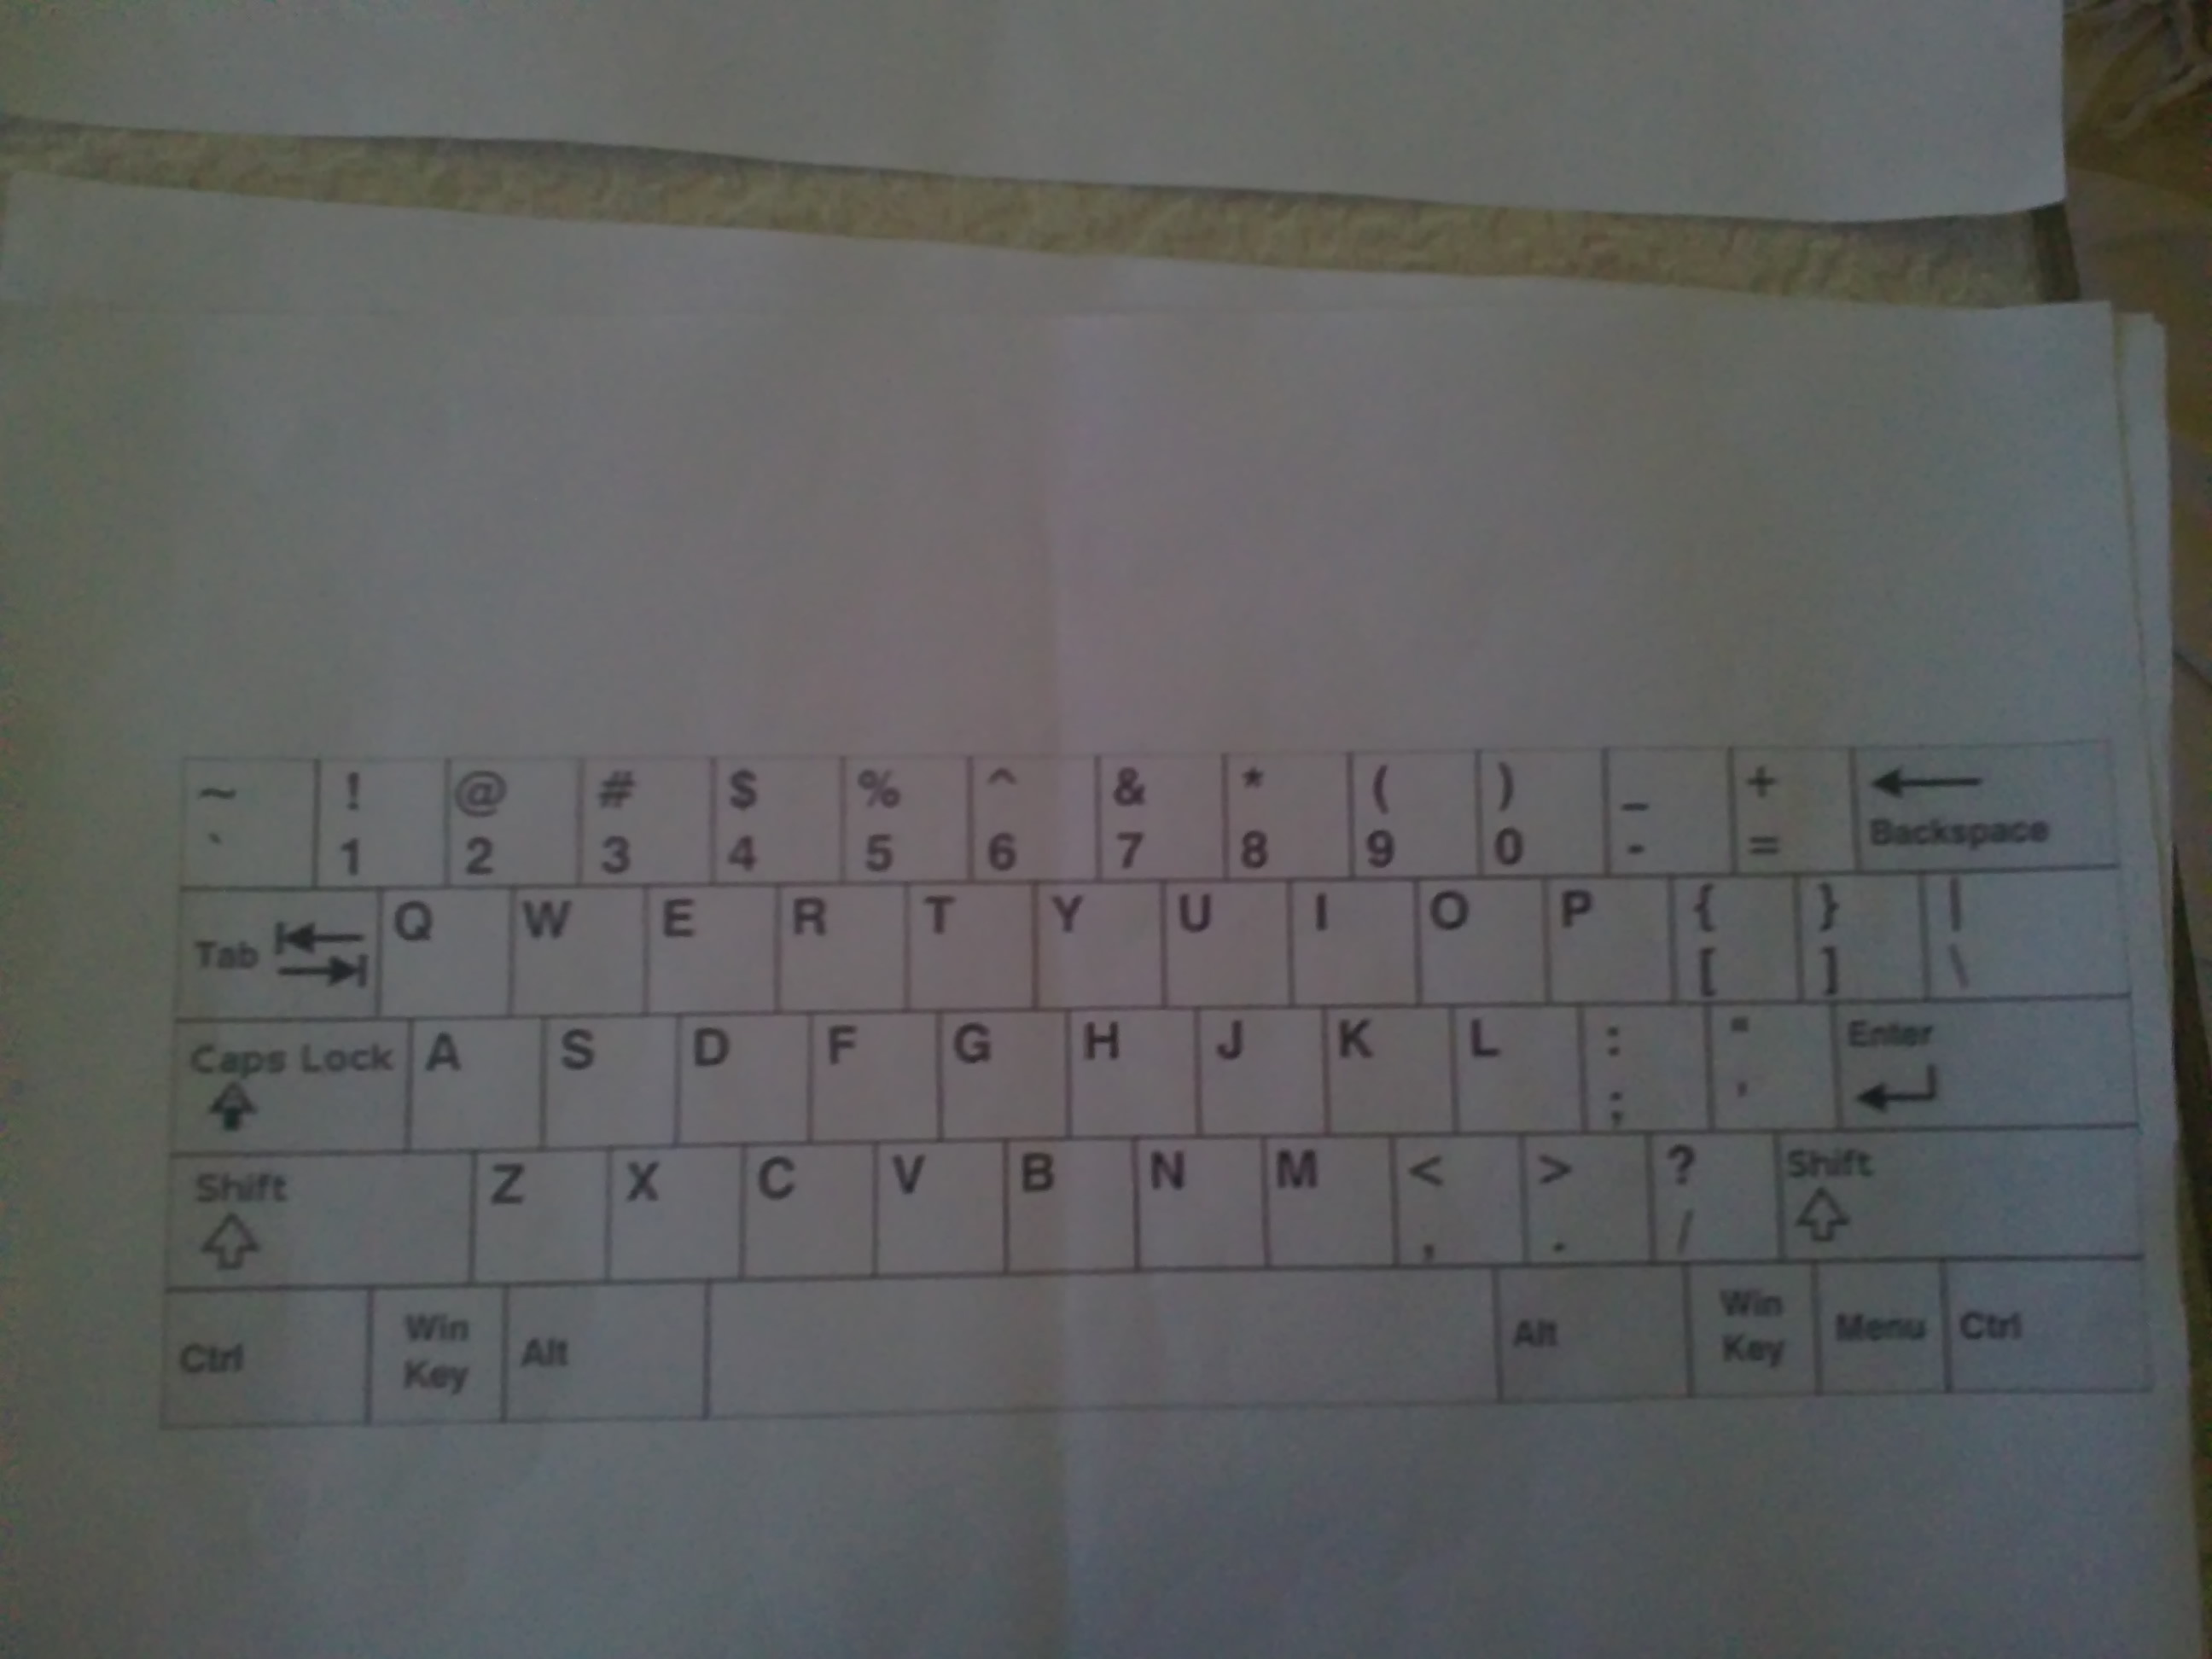 ~ ! @ # $ % ^ & * ( ) _ +
` 1 2 3 4 5 6 7 8 9 0 - = Backspace
Tab Q W E R T Y U I O P { } |
[ ] \
Caps Lock A S D F G H J K L : " Enter
; '
Shift Z X C V B N M < > ? Shift
, . /
Ctrl Win Key Alt Alt Win Key Menu Ctrl